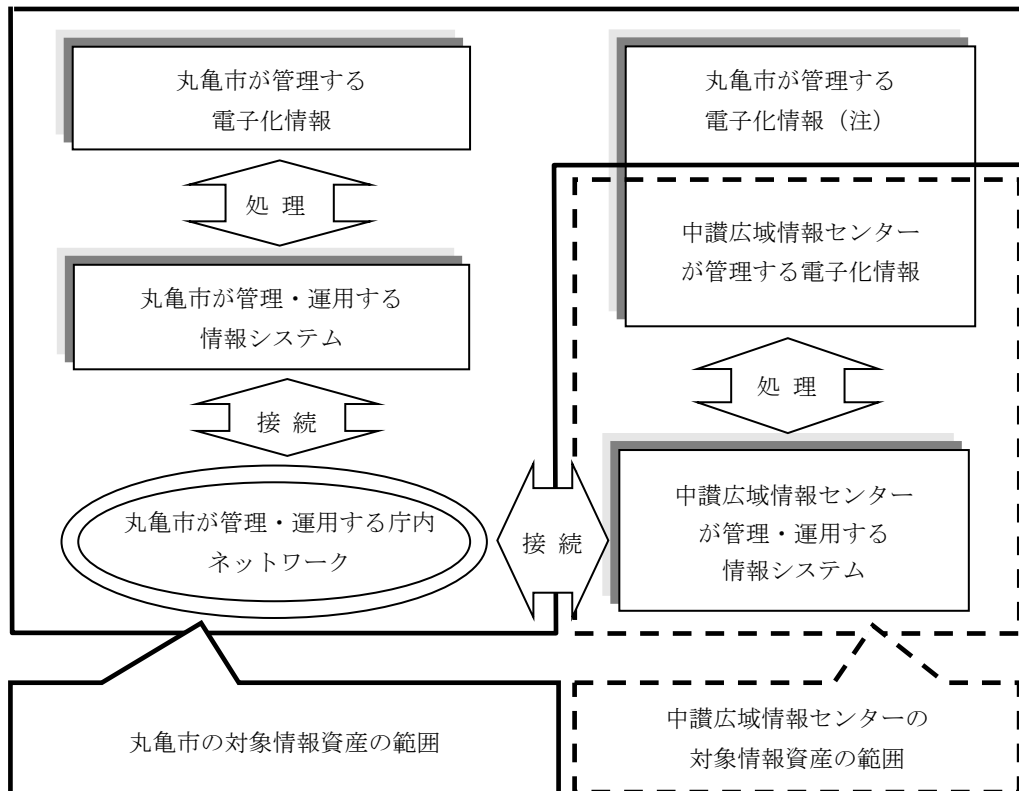 丸亀市が管理する
電子化情報
処 理
丸亀市が管理・運用する
情報システム
接 続
丸亀市が管理・運用する庁内
ネットワーク
丸亀市が管理する
電子化情報（注）
中讃広域情報センター
が管理する電子化情報
処 理
中讃広域情報センター
が管理・運用する
情報システム
接 続
丸亀市の対象情報資産の範囲
中讃広域情報センターの
対象情報資産の範囲